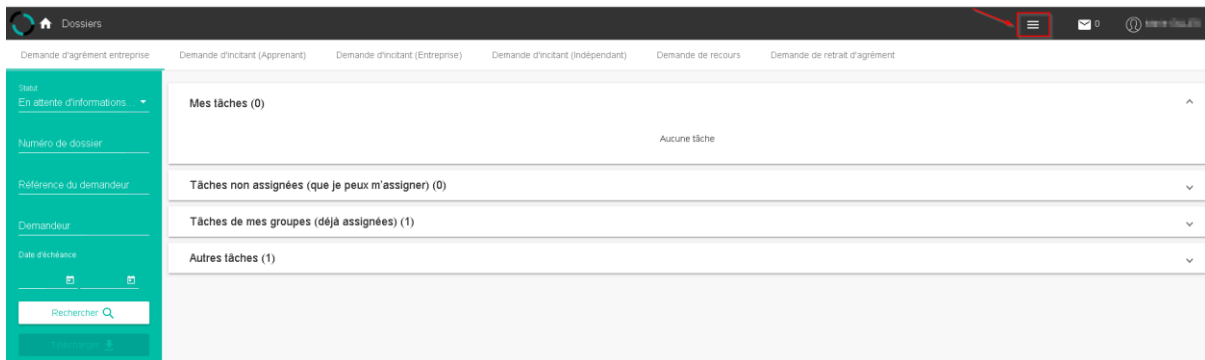 Dossiers
0
Demande d'agrément entreprise
Demande d'incitant (Apprenant)
Demande d'incitant (Entreprise)
Demande d'incitant (Indépendant)
Demande de recours
Demande de retrait d'agrément
Statut
En attente d'informations...
Numéro de dossier
Référence du demandeur
Demandeur
Date d'échéance
Rechercher
Télécharger
Mes tâches (0)
Aucune tâche
Tâches non assignées (que je peux m'assigner) (0)
Tâches de mes groupes (déjà assignées) (1)
Autres tâches (1)